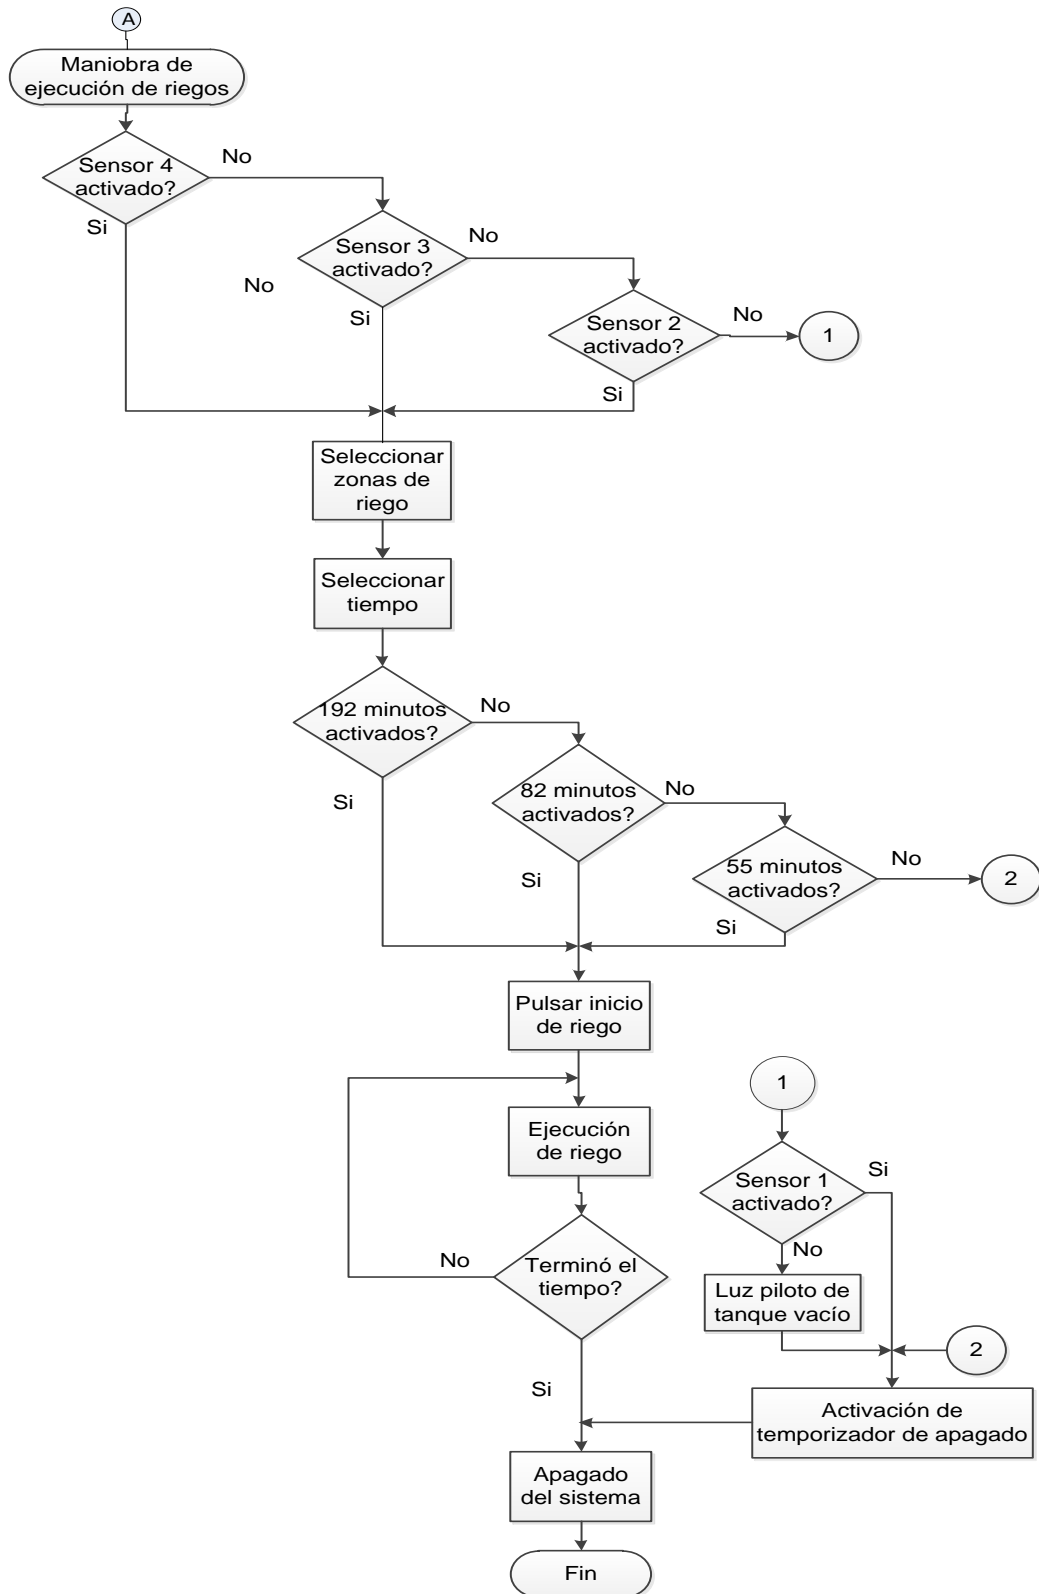 A
Maniobra de
ejecución de riegos
Sensor 4
activado?
No
Si
Sensor 3
activado?
No
No
Si
Sensor 2
activado?
No
1
Si
Seleccionar
zonas de
riego
Seleccionar
tiempo
192 minutos
activados?
No
Si
82 minutos
activados?
No
Si
55 minutos
activados?
No
2
Si
Pulsar inicio
de riego
1
Ejecución
de riego
Sensor 1
activado?
Si
No
Terminó el
tiempo?
No
Luz piloto de
tanque vacío
2
Si
Activación de
temporizador de apagado
Apagado
del sistema
Fin